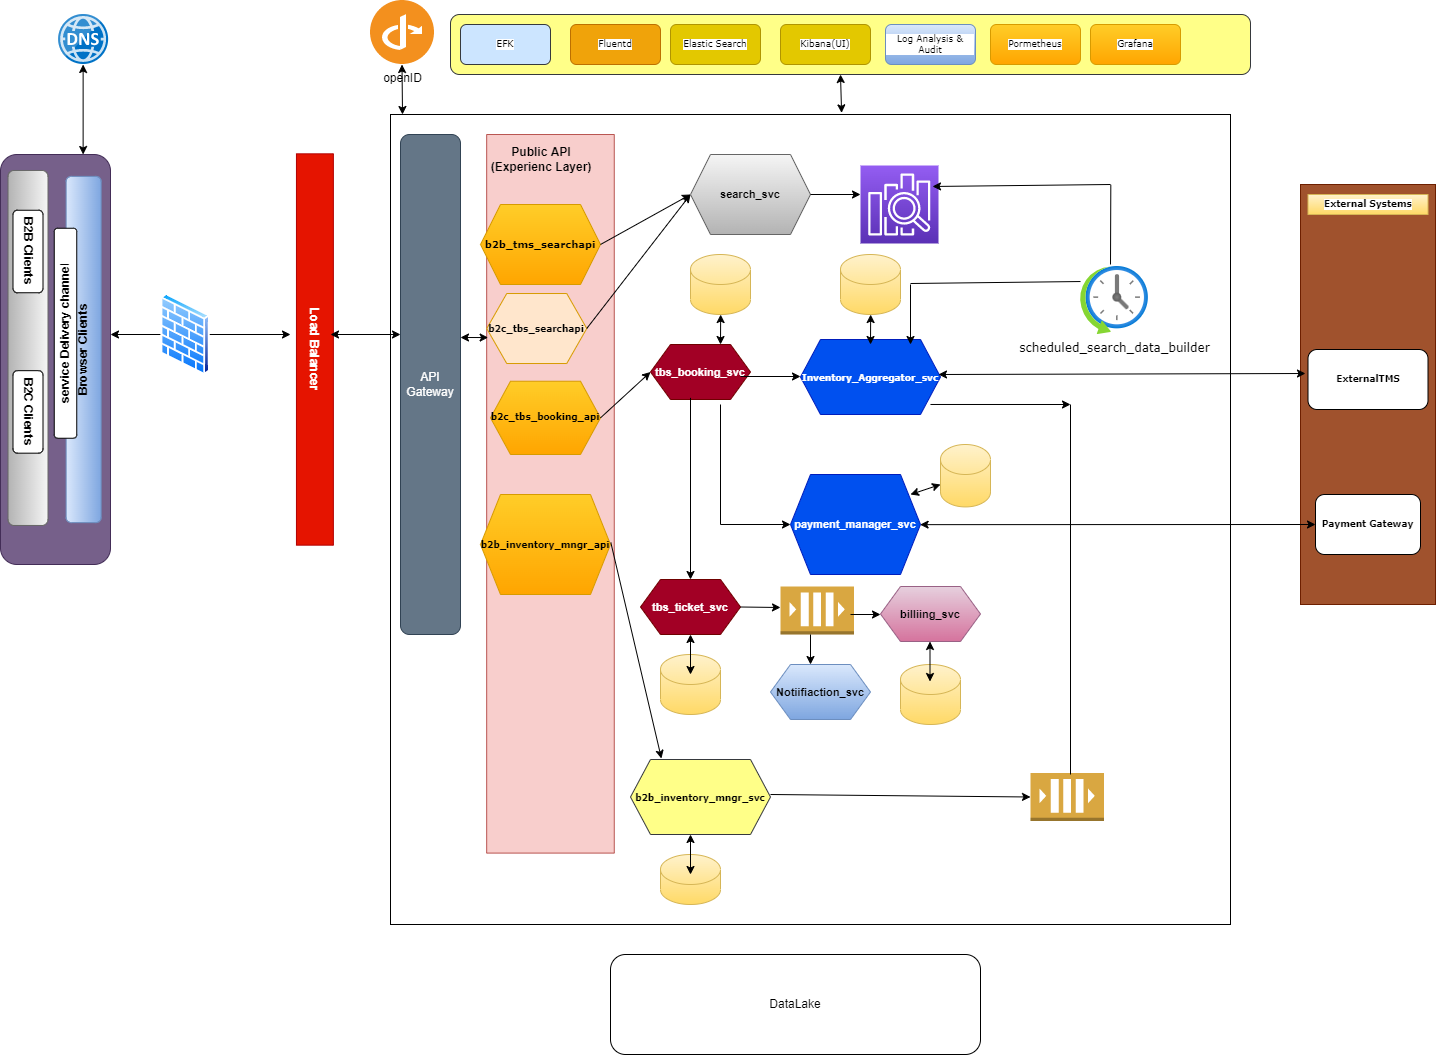 DNS
openID
EFK
Fluentd
Elastic Search
Kibana(UI)
Log Analysis &
Audit
Pormetheus
Grafana
B2B Clients
B2C Clients
service Delivery channel
Browser Clients
Load Balancer
API
Gateway
Public API
(Experienc Layer)
b2b_tms_searchapi
b2c_tbs_searchapi
b2c_tbs_booking_api
b2b_inventory_mngr_api
search_svc
scheduled_search_data_builder
tbs_booking_svc
Inventory_Aggregator_svc
payment_manager_svc
tbs_ticket_svc
billiing_svc
Notiifiaction_svc
b2b_inventory_mngr_svc
External Systems
ExternalTMS
Payment Gateway
DataLake